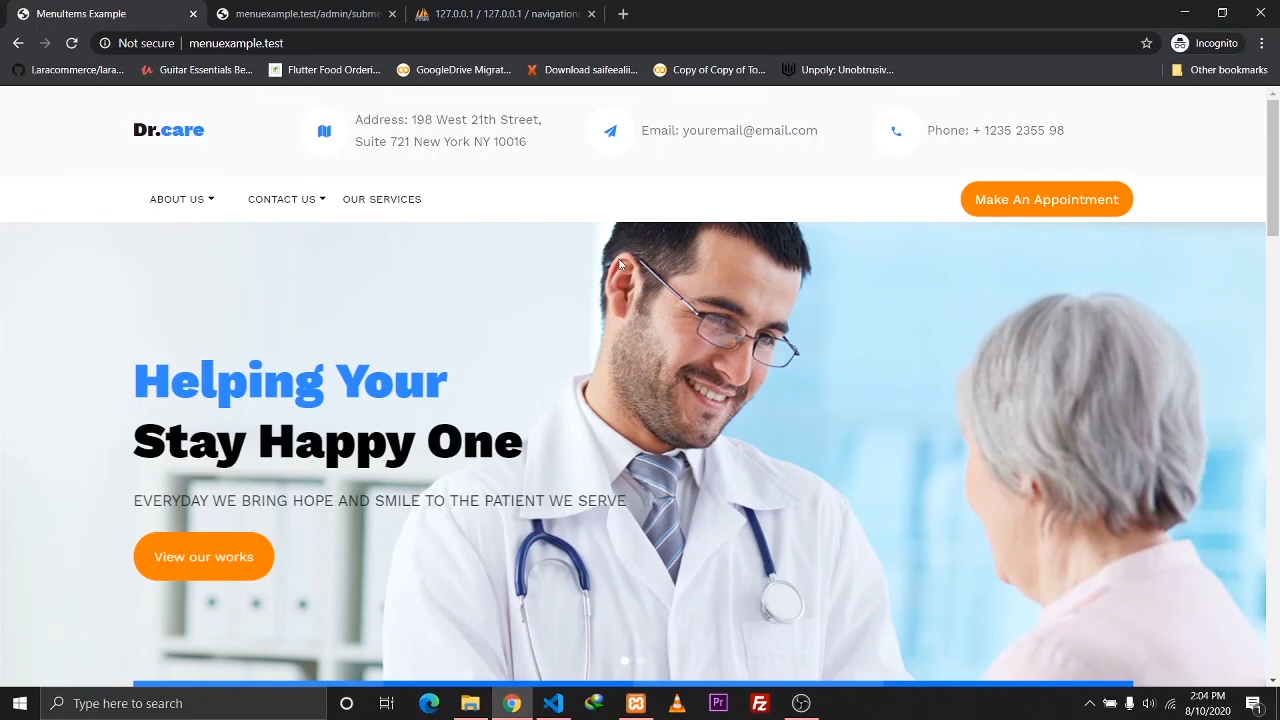 MenuItems Example
menuexample.test/admin/subme
127.0.0.1 / 127.0.0.1 / navigation
Not secure
menuexample.test
Incognito
Laracommerce/lara...
Guitar Essentials Be...
Flutter Food Orderi...
GoogleDrive Migrat...
Download saifeealii...
Copy of Copy of To...
Unpoly: Unobtrusiv...
Other bookmarks
Dr.care
Address: 198 West 21th Street,
Suite 721 New York NY 10016
Email: youremail@email.com
Phone: + 1235 2355 98
ABOUT US
CONTACT US
OUR SERVICES
Make An Appointment
Helping Your
Stay Happy One
EVERYDAY WE BRING HOPE AND SMILE TO THE PATIENT WE SERVE
View our works
Type here to search
Pr
2:04 PM
8/10/2020